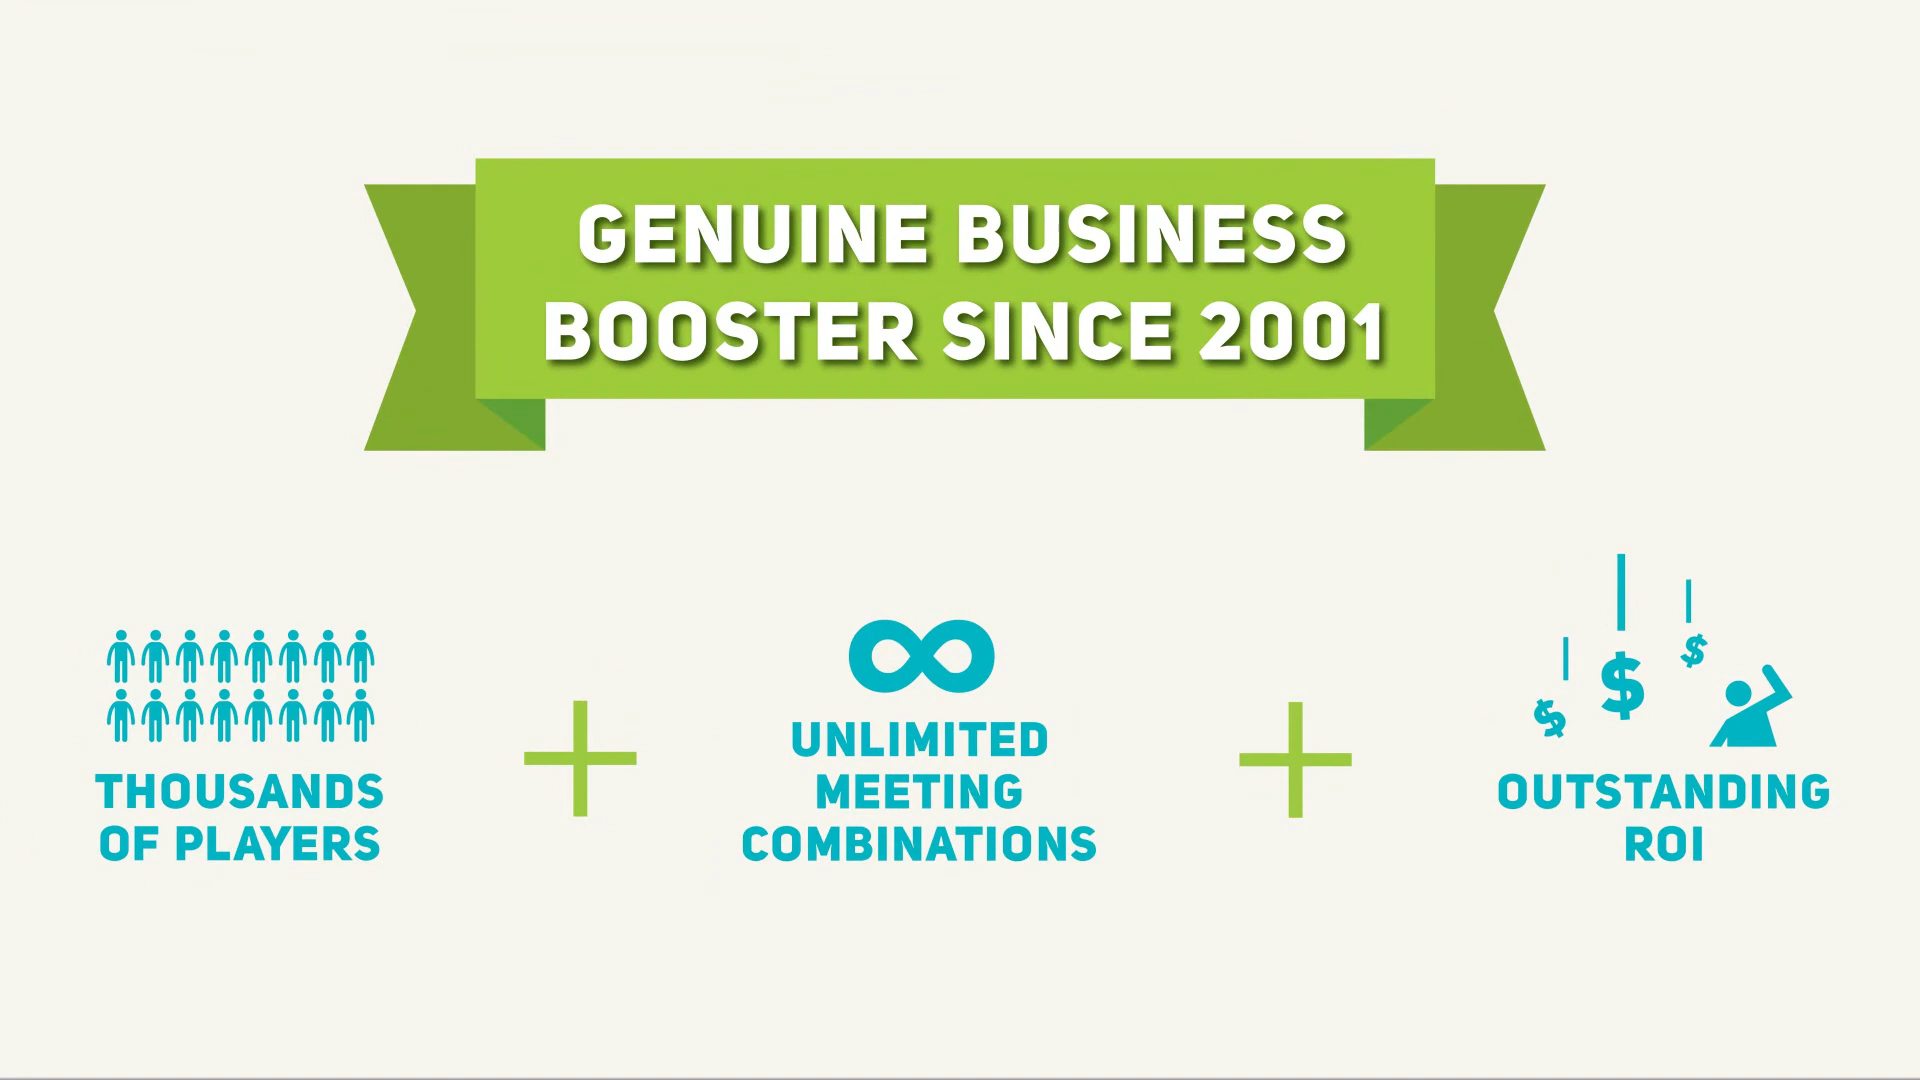 GENUINE BUSINESS
BOOSTER SINCE 2001
THOUSANDS
OF PLAYERS
UNLIMITED
MEETING
COMBINATIONS
$
$
$
OUTSTANDING
ROI